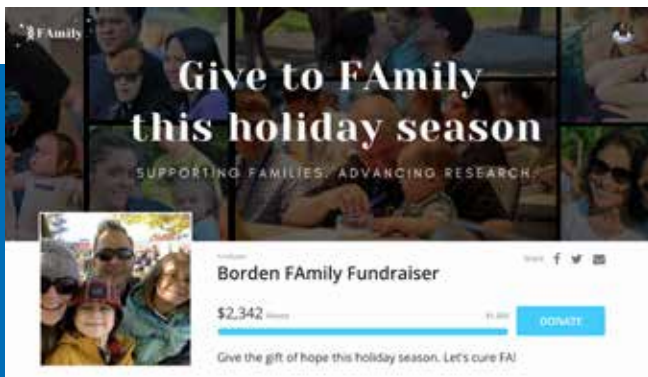 FAmily
Give to FAmily
this holiday season
SUPPORTING FAMILIES. ADVANCING RESEARCH.
Borden FAmily Fundraiser
$2,342
DONATE
Give the gift of hope this holiday season. Let's cure FA!